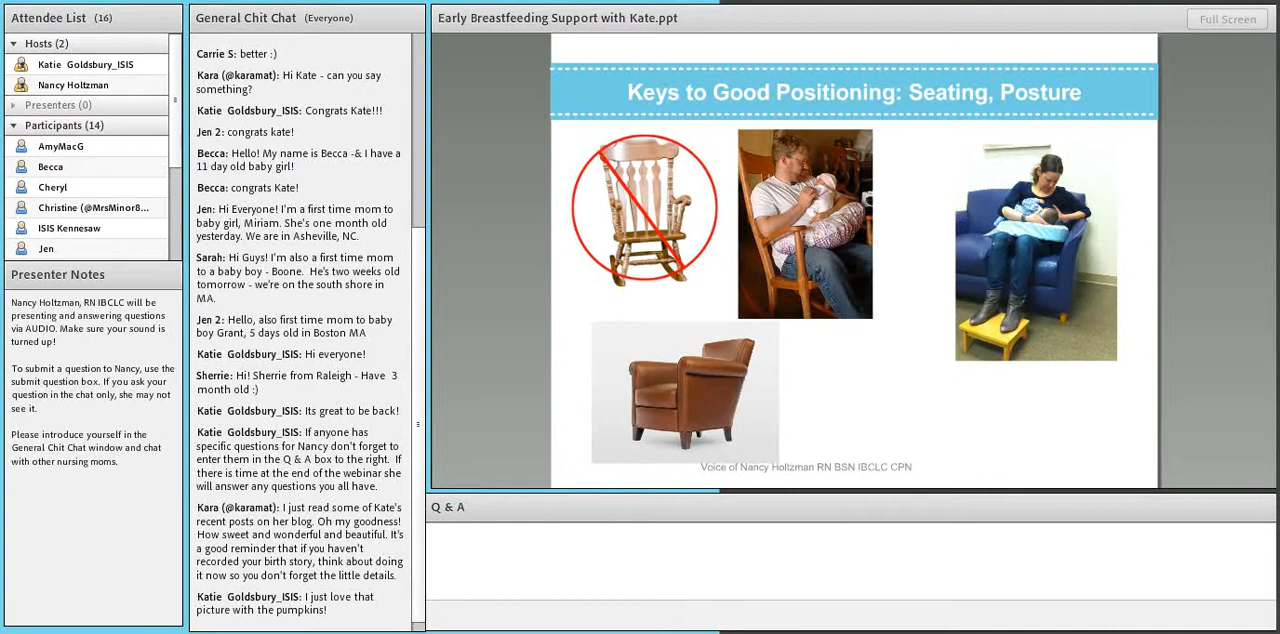 Attendee List (16)
Hosts (2)
Katie Goldsbury_ISIS
Nancy Holtzman
Presenters (0)
Participants (14)
AmyMacG
Becca
Cheryl
Christine (@MrsMinor8...
ISIS Kennesaw
Jen
Presenter Notes
Nancy Holtzman, RN IBCLC will be
presenting and answering questions
via AUDIO. Make sure your sound is
turned up!
To submit a question to Nancy, use the
submit question box. If you ask your
question in the chat only, she may not
see it.
Please introduce yourself in the
General Chit Chat window and chat
with other nursing moms.
General Chit Chat (Everyone)
Carrie S: better :)
Kara (@karamat): Hi Kate - can you say
something?
Katie Goldsbury_ISIS: Congrats Kate!!!
Jen 2: congrats kate!
Becca: Hello! My name is Becca -& I have a
11 day old baby girl!
Becca: congrats Kate!
Jen: Hi Everyone! I'm a first time mom to
baby girl, Miriam. She's one month old
yesterday. We are in Asheville, NC.
Sarah: Hi Guys! I'm also a first time mom
to a baby boy - Boone. He's two weeks old
tomorrow - we're on the south shore in
MA.
Jen 2: Hello, also first time mom to baby
boy Grant, 5 days old in Boston MA
Katie Goldsbury_ISIS: Hi everyone!
Sherrie: Hi! Sherrie from Raleigh - Have 3
month old :)
Katie Goldsbury_ISIS: Its great to be back!
Katie Goldsbury_ISIS: If anyone has
specific questions for Nancy don't forget to
enter them in the Q & A box to the right. If
there is time at the end of the webinar she
will answer any questions you all have.
Kara (@karamat): I just read some of Kate's
recent posts on her blog. Oh my goodness!
How sweet and wonderful and beautiful. It's
a good reminder that if you haven't
recorded your birth story, think about doing
it now so you don't forget the little details.
Katie Goldsbury_ISIS: I just love that
picture with the pumpkins!
Early Breastfeeding Support with Kate.ppt
Full Screen
Keys to Good Positioning: Seating, Posture
Voice of Nancy Holtzman RN BSN IBCLC CPN
Q & A